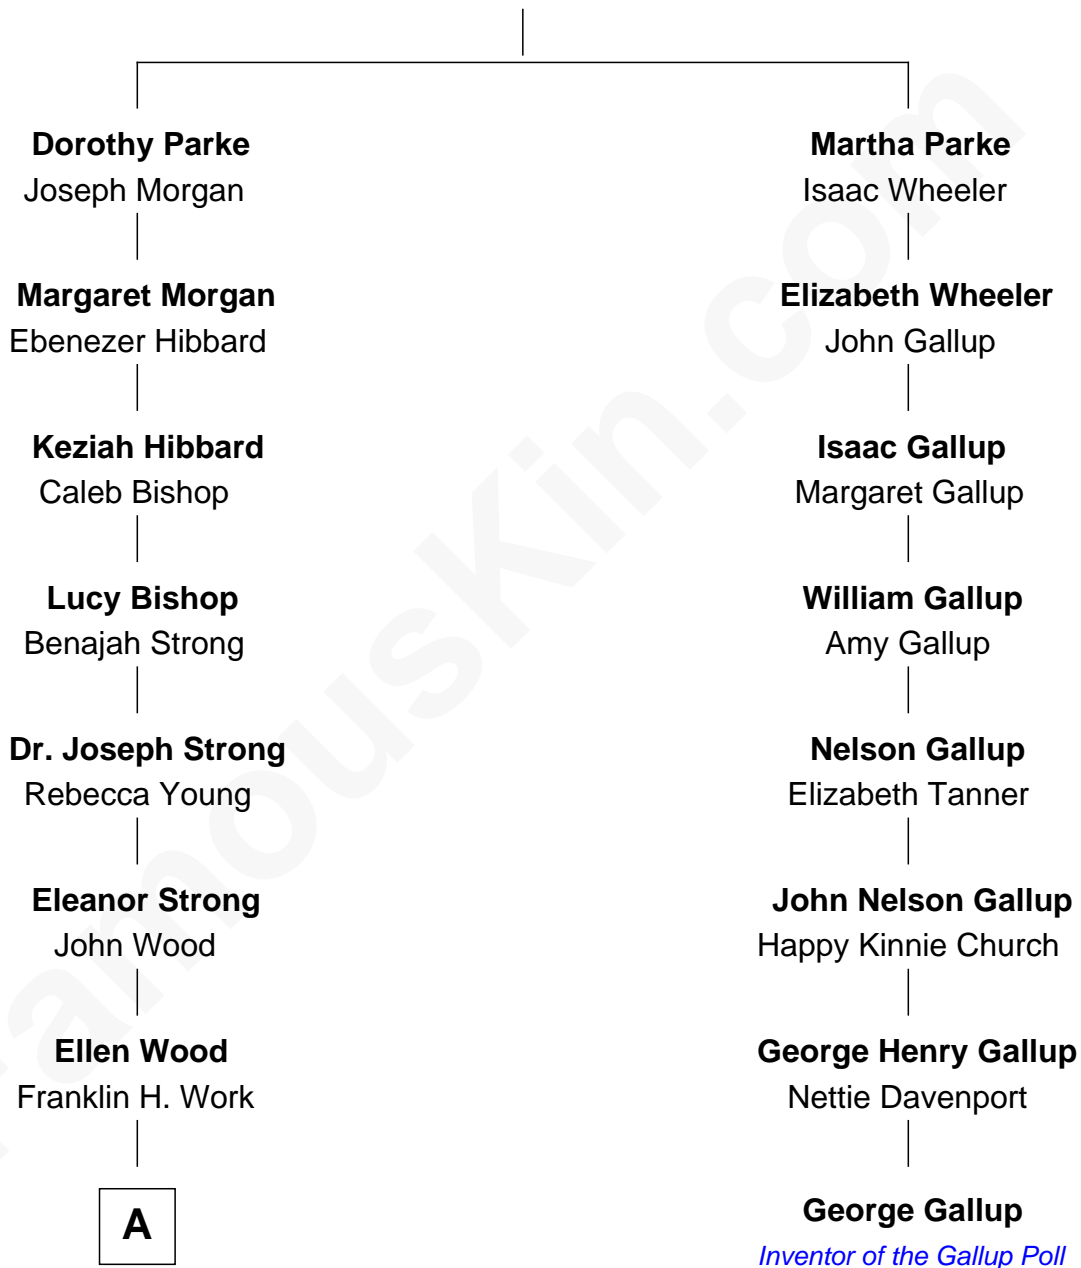 Dorothy Parke
Joseph Morgan
Martha Parke
Isaac Wheeler
Margaret Morgan
Ebenezer Hibbard
Elizabeth Wheeler
John Gallup
Keziah Hibbard
Caleb Bishop
Isaac Gallup
Margaret Gallup
Lucy Bishop
Benajah Strong
William Gallup
Amy Gallup
Dr. Joseph Strong
Rebecca Young
Nelson Gallup
Elizabeth Tanner
Eleanor Strong
John Wood
John Nelson Gallup
Happy Kinnie Church
Ellen Wood
Franklin H. Work
George Henry Gallup
Nettie Davenport
A
George Gallup
Inventor of the Gallup Poll
FamousKin.com